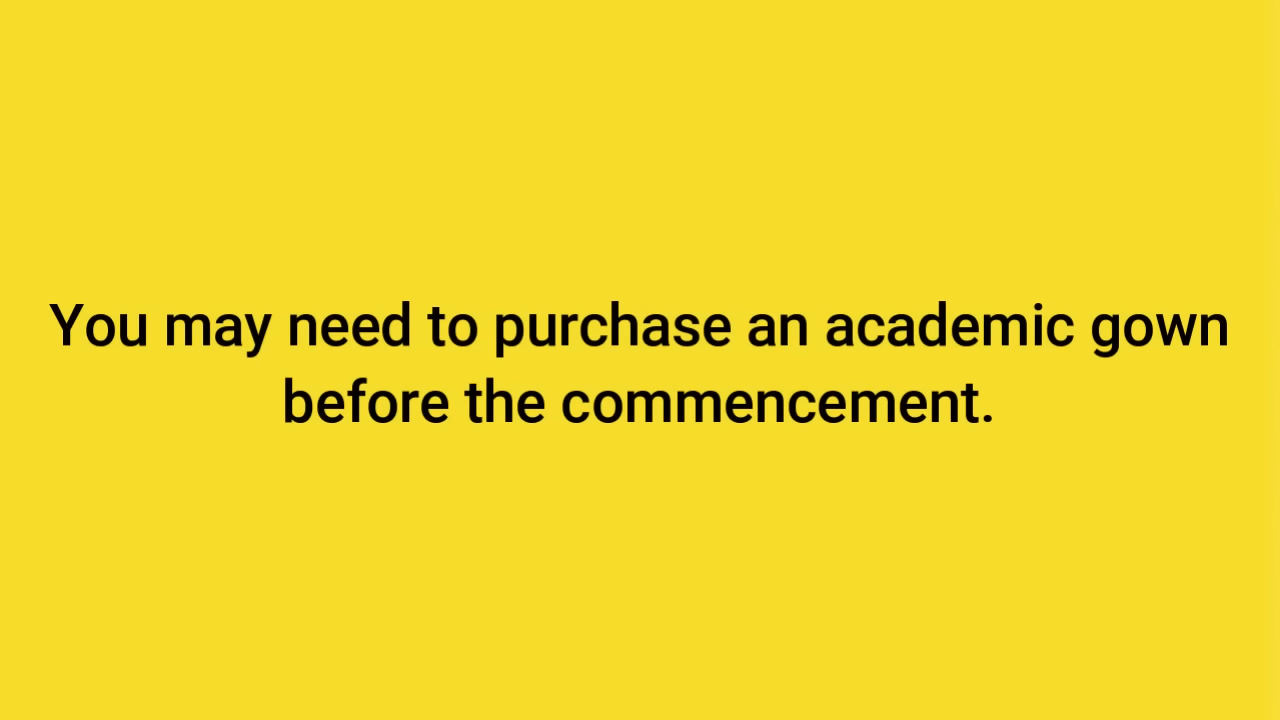 You may need to purchase an academic gown
before the commencement.